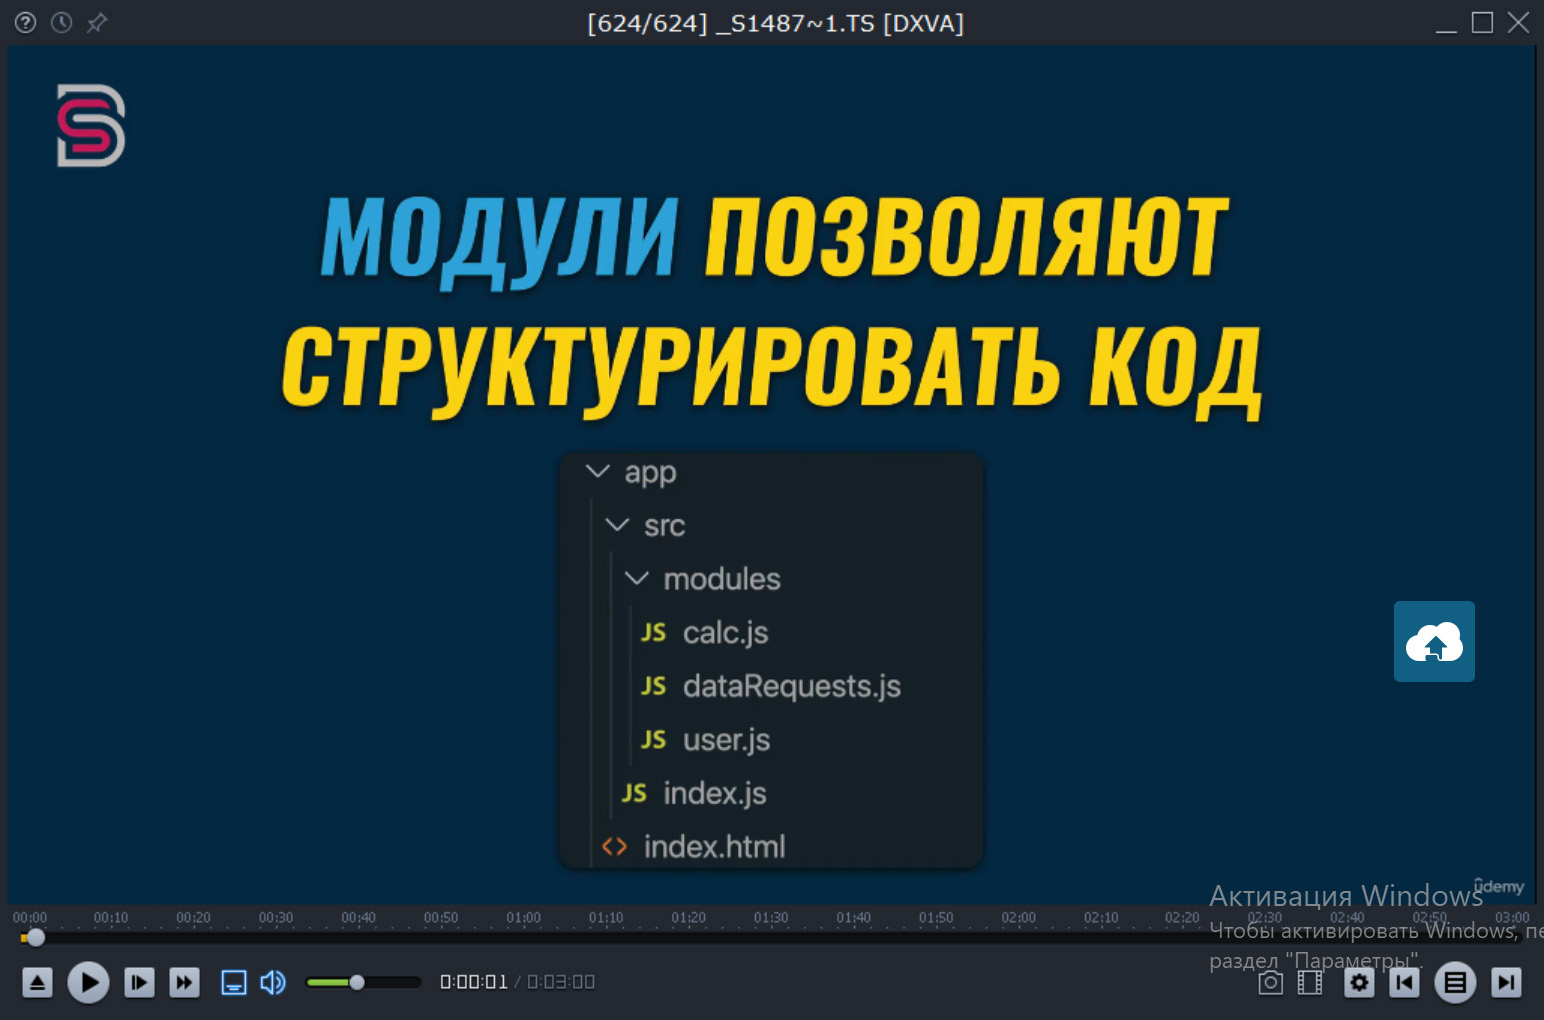 [624/624] _S1487~1.TS [DXVA]
МОДУЛИ ПОЗВОЛЯЮТ
СТРУКТУРИРОВАТЬ КОД
app
src
modules
JS calc.js
JS dataRequests.js
JS user.js
JS index.js
<> index.html
ûdemy
Активация Windows
00:00 00:10 00:20 00:30 00:40 00:50 01:00 01:10 01:20 01:30 01:40 01:50 02:00 02:10 02:20 02:30 02:40 02:50 03:00
Чтобы активировать Windows, пе
раздел "Параметры".
0:00:01 / 0:03:00